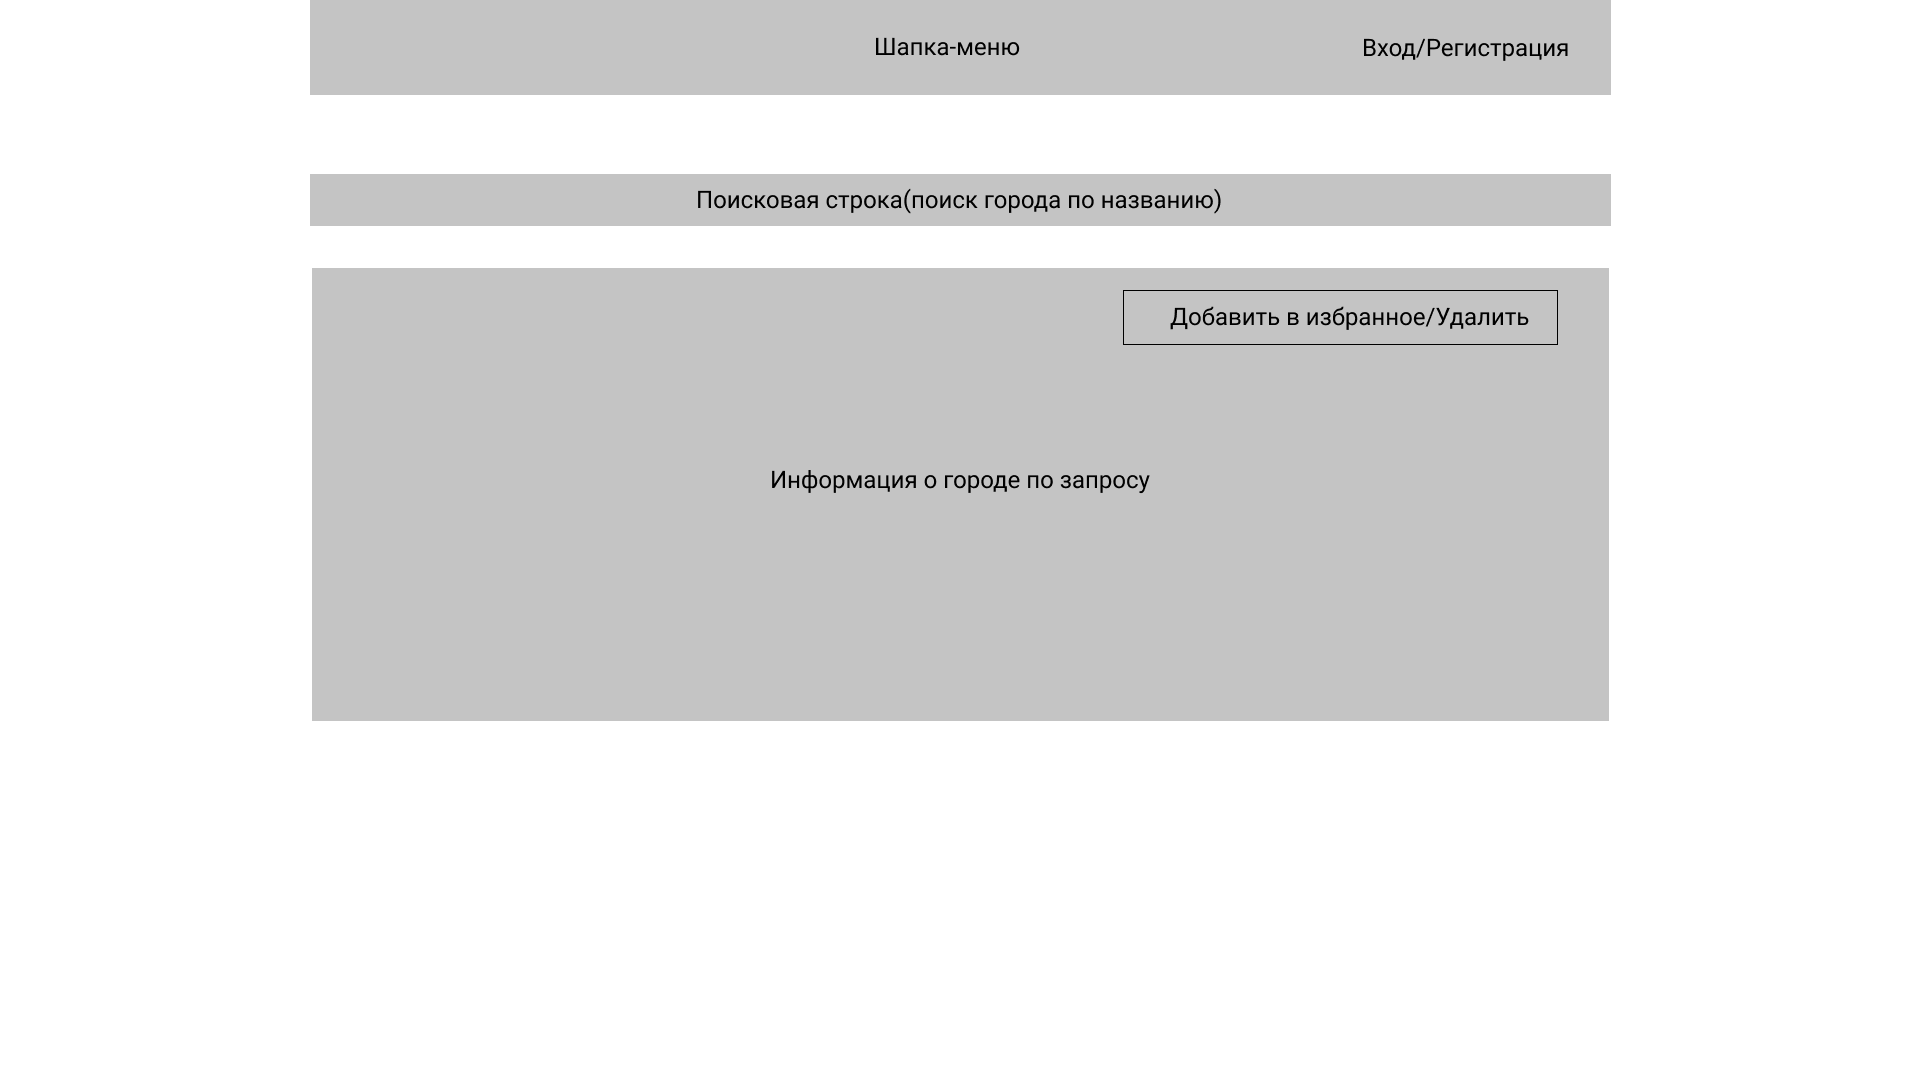 Шапка-меню
Вход/Регистрация
Поисковая строка(поиск города по названию)
Добавить в избранное/Удалить
Информация о городе по запросу